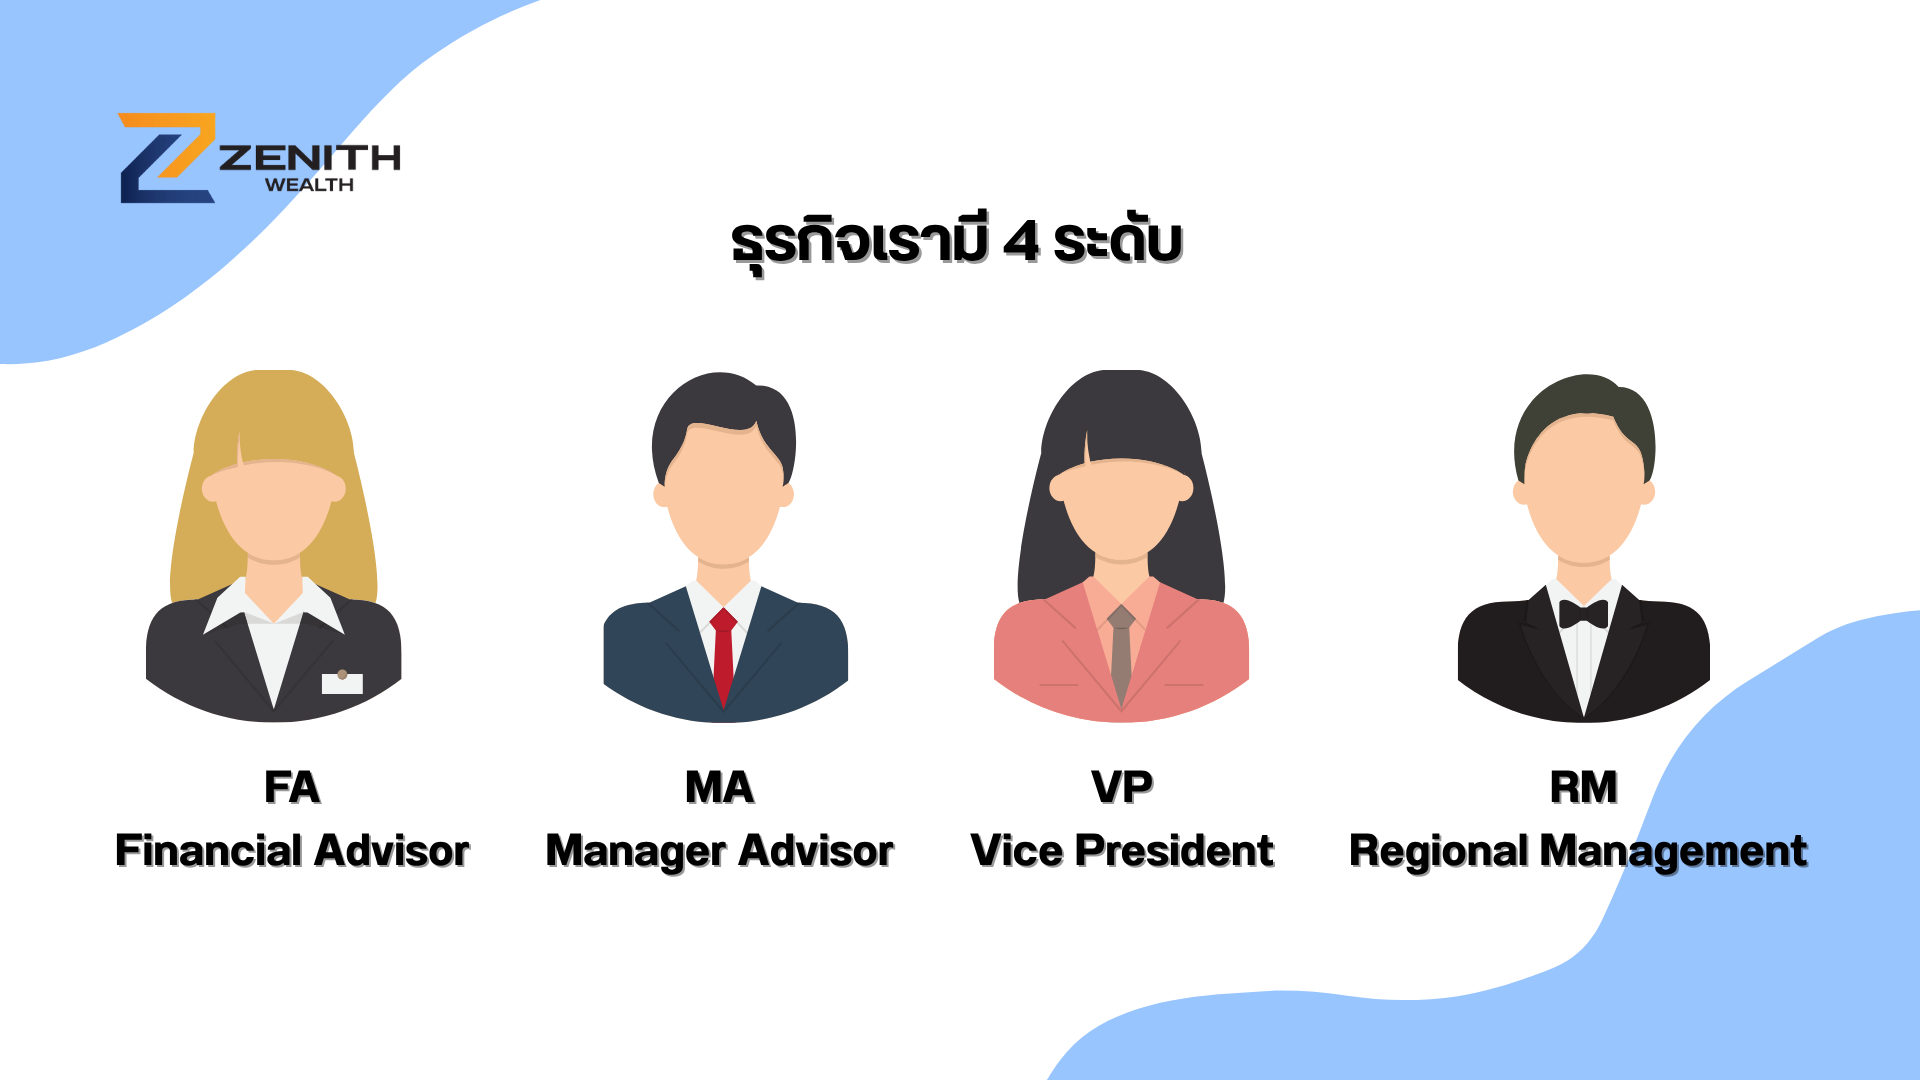 ZENITH
WEALTH
ธุรกิจเรามี 4 ระดับ
FA
Financial Advisor
MA
Manager Advisor
VP
Vice President
RM
Regional Management